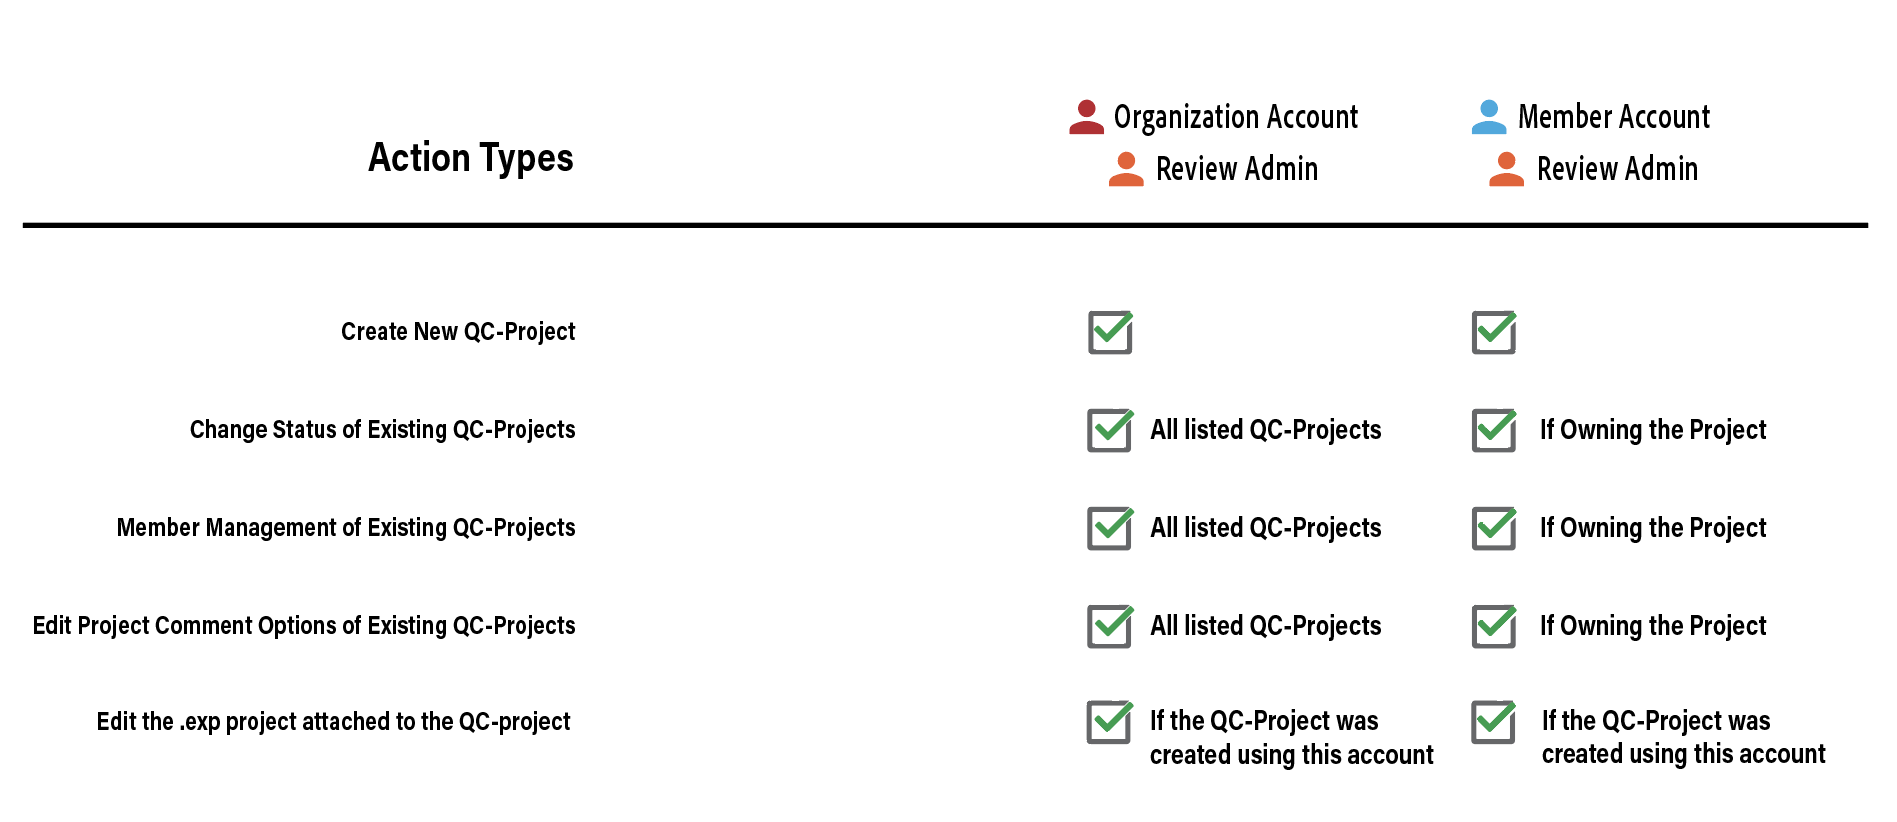 Organization Account
Member Account
Action Types
Review Admin
Review Admin
Create New QC-Project
Change Status of Existing QC-Projects
All listed QC-Projects
If Owning the Project
Member Management of Existing QC-Projects
All listed QC-Projects
If Owning the Project
Edit Project Comment Options of Existing QC-Projects
All listed QC-Projects
If Owning the Project
Edit the .exp project attached to the QC-project
If the QC-Project was
created using this account
If the QC-Project was
created using this account